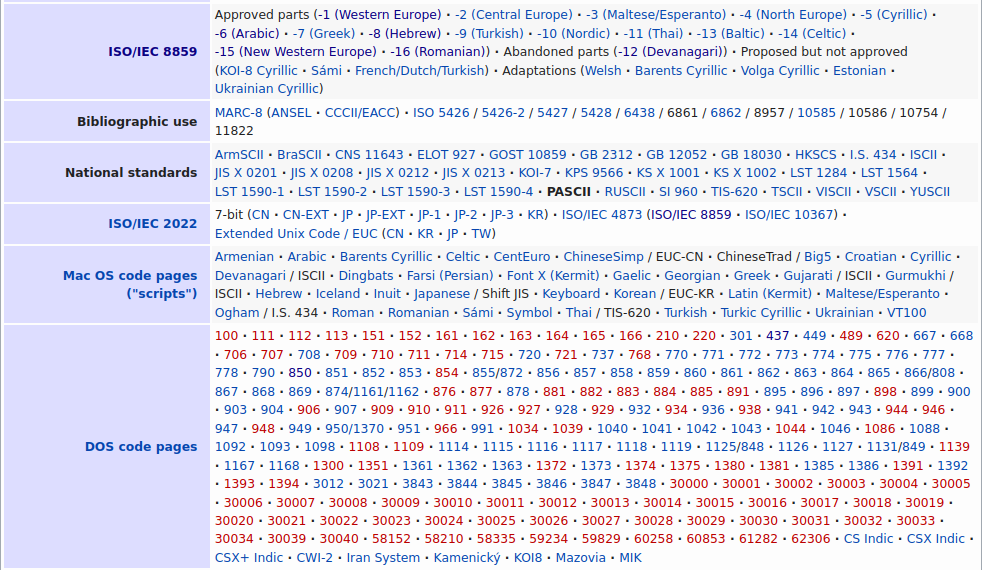 ISO/IEC 8859
Approved parts (-1 (Western Europe) · -2 (Central Europe) · -3 (Maltese/Esperanto) · -4 (North Europe) · -5 (Cyrillic) ·
-6 (Arabic) · -7 (Greek) · -8 (Hebrew) · -9 (Turkish) · -10 (Nordic) · -11 (Thai) · -13 (Baltic) · -14 (Celtic) ·
-15 (New Western Europe) · -16 (Romanian)) · Abandoned parts (-12 (Devanagari)) · Proposed but not approved
(KOI-8 Cyrillic · Sámi · French/Dutch/Turkish) · Adaptations (Welsh · Barents Cyrillic · Volga Cyrillic · Estonian ·
Ukrainian Cyrillic)
Bibliographic use
MARC-8 (ANSEL · CCCII/EACC) · ISO 5426 / 5426-2 / 5427 / 5428 / 6438 / 6861 / 6862 / 8957 / 10585 / 10586 / 10754 /
11822
National standards
ArmSCII · BraSCII · CNS 11643 · ELOT 927 · GOST 10859 · GB 2312 · GB 12052 · GB 18030 · HKSCS · I.S. 434 · ISCII ·
JIS X 0201 · JIS X 0208 · JIS X 0212 · JIS X 0213 · KOI-7 · KPS 9566 · KS X 1001 · KS X 1002 · LST 1284 · LST 1564 ·
LST 1590-1 · LST 1590-2 · LST 1590-3 · LST 1590-4 · PASCII · RUSCII · SI 960 · TIS-620 · TSCII · VISCII · VSCII · YUSCII
ISO/IEC 2022
7-bit (CN · CN-EXT · JP · JP-EXT · JP-1 · JP-2 · JP-3 · KR) · ISO/IEC 4873 (ISO/IEC 8859 · ISO/IEC 10367) ·
Extended Unix Code / EUC (CN · KR · JP · TW)
Mac OS code pages
("scripts")
Armenian · Arabic · Barents Cyrillic · Celtic · CentEuro · ChineseSimp / EUC-CN · ChineseTrad / Big5 · Croatian · Cyrillic ·
Devanagari / ISCII · Dingbats · Farsi (Persian) · Font X (Kermit) · Gaelic · Georgian · Greek · Gujarati / ISCII · Gurmukhi /
ISCII · Hebrew · Iceland · Inuit · Japanese / Shift JIS · Keyboard · Korean / EUC-KR · Latin (Kermit) · Maltese/Esperanto ·
Ogham / I.S. 434 · Roman · Romanian · Sámi · Symbol · Thai / TIS-620 · Turkish · Turkic Cyrillic · Ukrainian · VT100
DOS code pages
100 · 111 · 112 · 113 · 151 · 152 · 161 · 162 · 163 · 164 · 165 · 166 · 210 · 220 · 301 · 437 · 449 · 489 · 620 · 667 · 668
· 706 · 707 · 708 · 709 · 710 · 711 · 714 · 715 · 720 · 721 · 737 · 768 · 770 · 771 · 772 · 773 · 774 · 775 · 776 · 777 ·
778 · 790 · 850 · 851 · 852 · 853 · 854 · 855/872 · 856 · 857 · 858 · 859 · 860 · 861 · 862 · 863 · 864 · 865 · 866/808 ·
867 · 868 · 869 · 874/1161/1162 · 876 · 877 · 878 · 881 · 882 · 883 · 884 · 885 · 891 · 895 · 896 · 897 · 898 · 899 · 900
· 903 · 904 · 906 · 907 · 909 · 910 · 911 · 926 · 927 · 928 · 929 · 932 · 934 · 936 · 938 · 941 · 942 · 943 · 944 · 946 ·
947 · 948 · 949 · 950/1370 · 951 · 966 · 991 · 1034 · 1039 · 1040 · 1041 · 1042 · 1043 · 1044 · 1046 · 1086 · 1088 ·
1092 · 1093 · 1098 · 1108 · 1109 · 1114 · 1115 · 1116 · 1117 · 1118 · 1119 · 1125/848 · 1126 · 1127 · 1131/849 · 1139
· 1167 · 1168 · 1300 · 1351 · 1361 · 1362 · 1363 · 1372 · 1373 · 1374 · 1375 · 1380 · 1381 · 1385 · 1386 · 1391 · 1392
· 1393 · 1394 · 3012 · 3021 · 3843 · 3844 · 3845 · 3846 · 3847 · 3848 · 30000 · 30001 · 30002 · 30003 · 30004 · 30005
· 30006 · 30007 · 30008 · 30009 · 30010 · 30011 · 30012 · 30013 · 30014 · 30015 · 30016 · 30017 · 30018 · 30019 ·
30020 · 30021 · 30022 · 30023 · 30024 · 30025 · 30026 · 30027 · 30028 · 30029 · 30030 · 30031 · 30032 · 30033 ·
30034 · 30039 · 30040 · 58152 · 58210 · 58335 · 59234 · 59829 · 60258 · 60853 · 61282 · 62306 · CS Indic · CSX Indic ·
CSX+ Indic · CWI-2 · Iran System · Kamenický · KOI8 · Mazovia · MIK